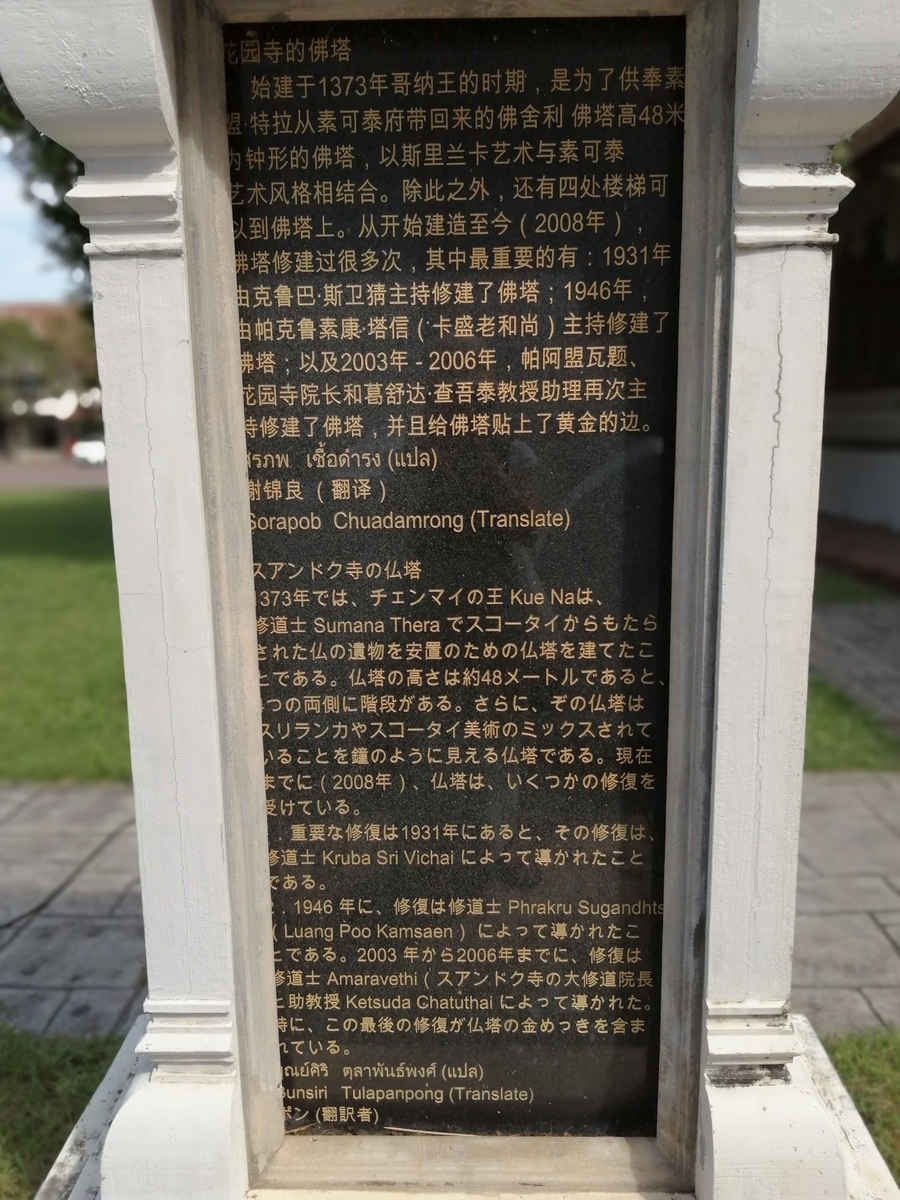 花园寺的佛塔
始建于1373年哥纳王的时期，是为了供奉素
盟·特拉从素可泰府带回来的佛舍利 佛塔高48米
为钟形的佛塔，以斯里兰卡艺术与素可泰
艺术风格相结合。除此之外，还有四处楼梯可
以到佛塔上。从开始建造至今（2008年），
佛塔修建过很多次，其中最重要的有：1931年
由克鲁巴·斯卫猜主持修建了佛塔；1946年，
由帕克鲁素康·塔信（卡盛老和尚）主持修建了
佛塔；以及2003年 - 2006年，帕阿盟瓦题、
花园寺院长和葛舒达·查吾泰教授助理再次主
持修建了佛塔，并且给佛塔贴上了黄金的边。
สรภพ เชื้อดำรง (แปล)
谢锦良（翻译）
Sorapob Chuadamrong (Translate)
スアンドク寺の仏塔
1373年では、チェンマイの王 Kue Naは、
修道士 Sumana Thera でスコータイからもたら
された仏の遺物を安置のための仏塔を建てたこ
とである。仏塔の高さは約48メートルであると、
つの両側に階段がある。さらに、ぞの仏塔は
スリランカやスコータイ美術のミックスされて
いることを鐘のように見える仏塔である。現在
までに（2008年）、仏塔は、いくつかの修復を
受けている。
. 重要な修復は1931年にあると、その修復は、
修道士 Kruba Sri Vichai によって導かれたこと
である。
. 1946 年に、修復は修道士 Phrakru Sugandhts
（Luang Poo Kamsaen） によって導かれたこ
とである。2003 年から2006年までに、修復は
修道士 Amaravethi（スアンドク寺の大修道院長
と助教授 Ketsuda Chatuthai によって導かれた。
特に、この最後の修復が仏塔の金めっきを含ま
れている。
ตุลาพันธ์พงศ์ (แปล)
Bunsiri Tulapanpong (Translate)
ポン (翻訳者)